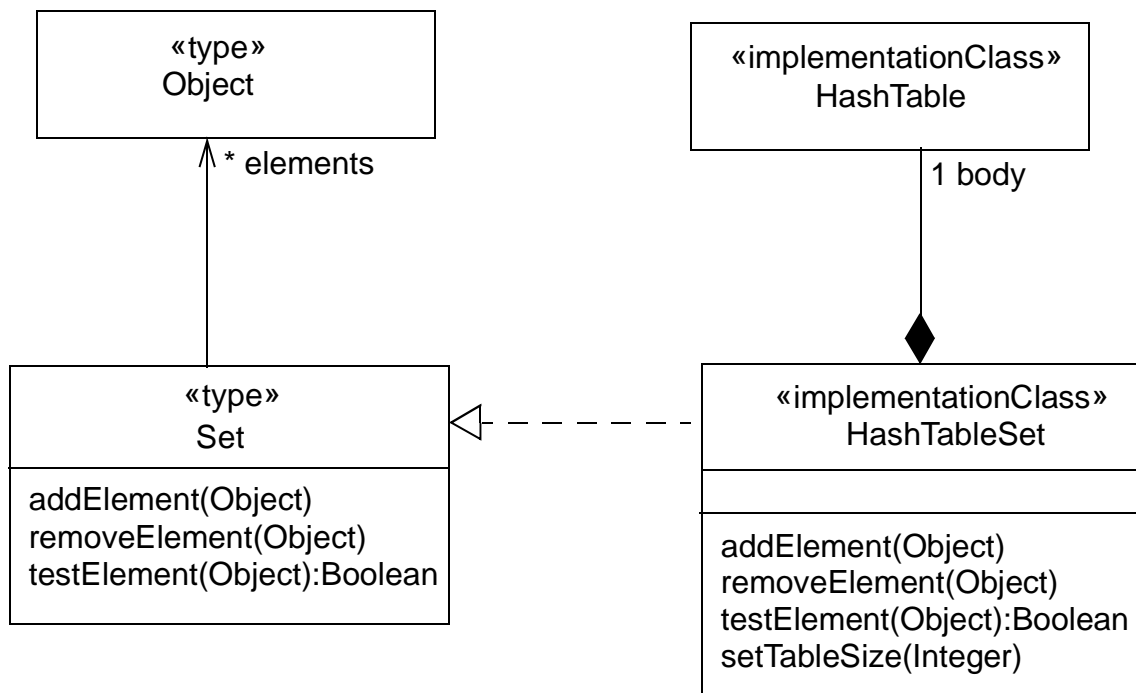 «type»
Object
* elements
«implementationClass»
HashTable
1 body
«type»
Set
addElement(Object)
removeElement(Object)
testElement(Object):Boolean
«implementationClass»
HashTableSet
addElement(Object)
removeElement(Object)
testElement(Object):Boolean
setTableSize(Integer)